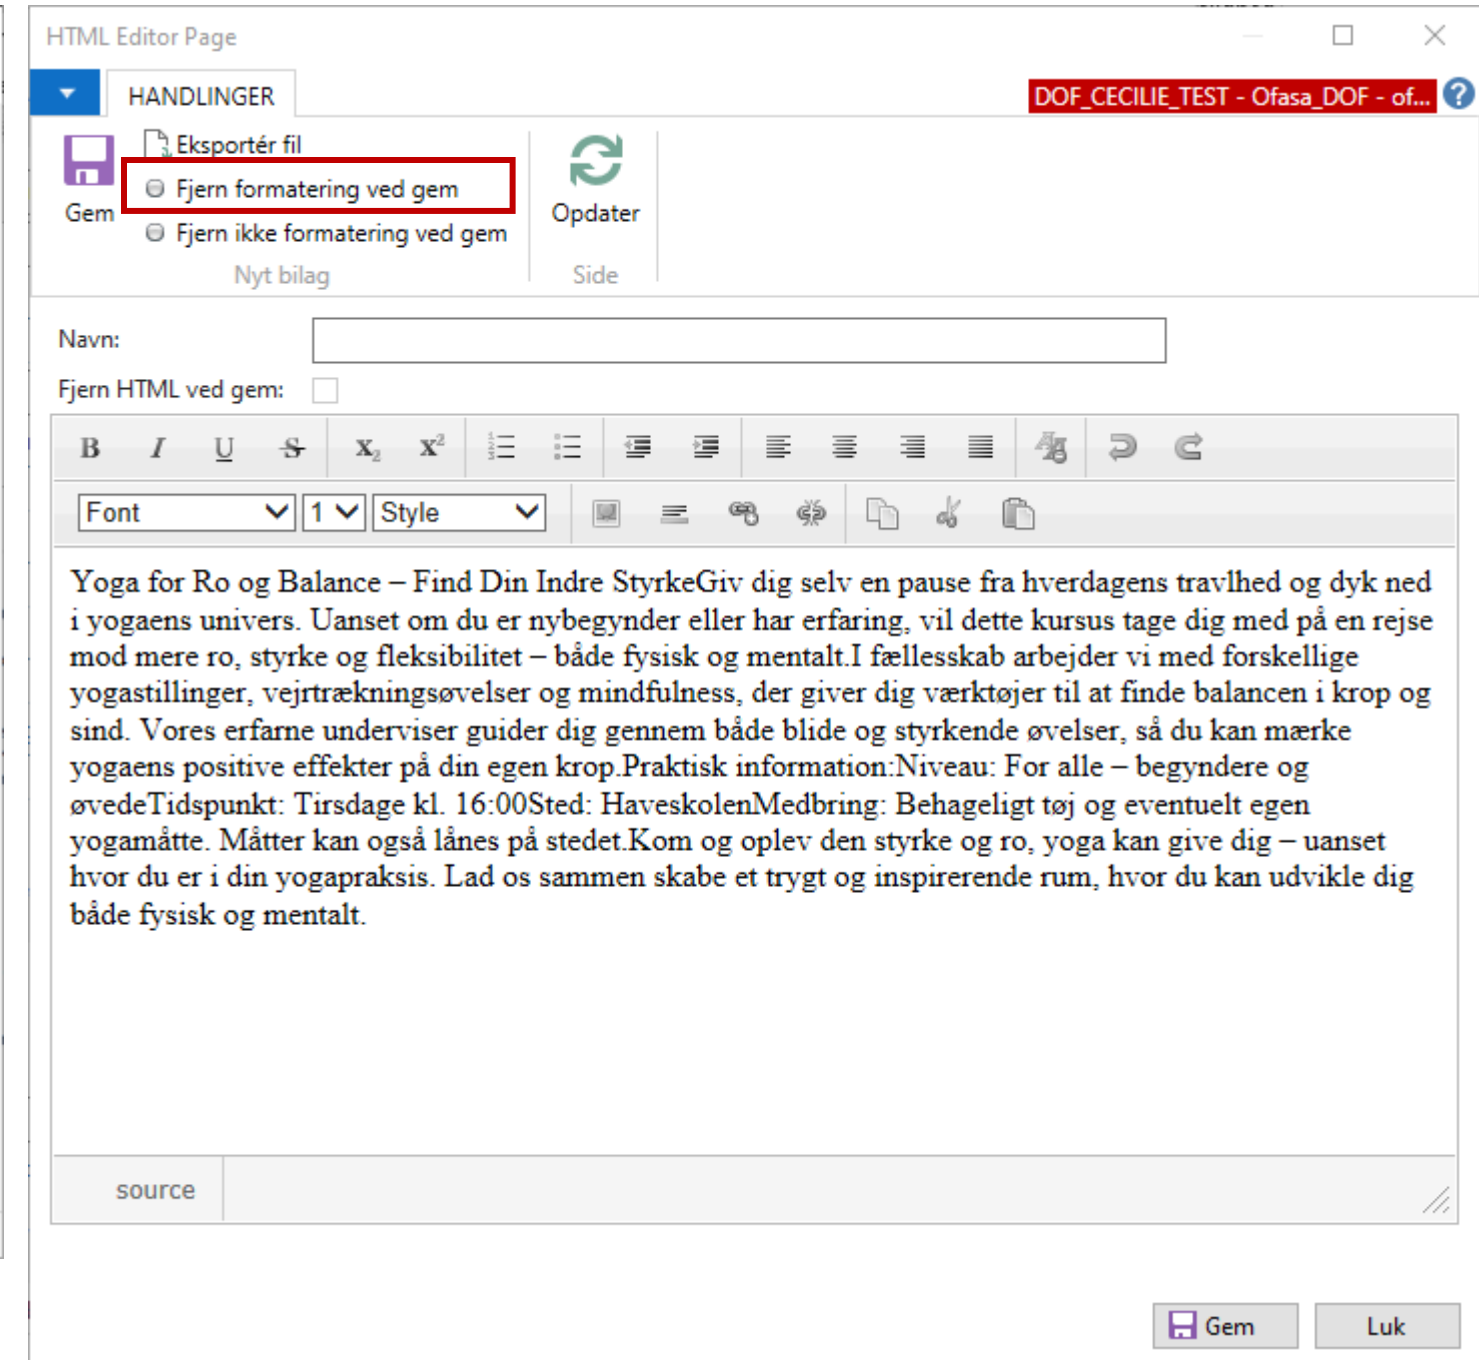 HTML Editor Page
HANDLINGER
DOF_CECILIE_TEST - Ofasa_DOF - of...
?
Eksportér fil
Fjern formatering ved gem
Fjern ikke formatering ved gem
Gem
Opdater
Nyt bilag
Side
Navn:
Fjern HTML ved gem:
B I U S X₂ X²
Font 1 Style
Yoga for Ro og Balance – Find Din Indre StyrkeGiv dig selv en pause fra hverdagens travlhed og dyk ned
i yogaens univers. Uanset om du er nybegynder eller har erfaring, vil dette kursus tage dig med på en rejse
mod mere ro, styrke og fleksibilitet – både fysisk og mentalt.I fællesskab arbejder vi med forskellige
yogastillinger, vejrtrækningsøvelser og mindfulness, der giver dig værktøjer til at finde balancen i krop og
sind. Vores erfarne underviser guider dig gennem både blide og styrkende øvelser, så du kan mærke
yogaens positive effekter på din egen krop.Praktisk information:Niveau: For alle – begyndere og
øvedeTidspunkt: Tirsdage kl. 16:00Sted: HaveskolenMedbring: Behageligt tøj og eventuelt egen
yogamåtte. Måtter kan også lånes på stedet.Kom og oplev den styrke og ro, yoga kan give dig – uanset
hvor du er i din yogapraksis. Lad os sammen skabe et trygt og inspirerende rum, hvor du kan udvikle dig
både fysisk og mentalt.
source
Gem
Luk